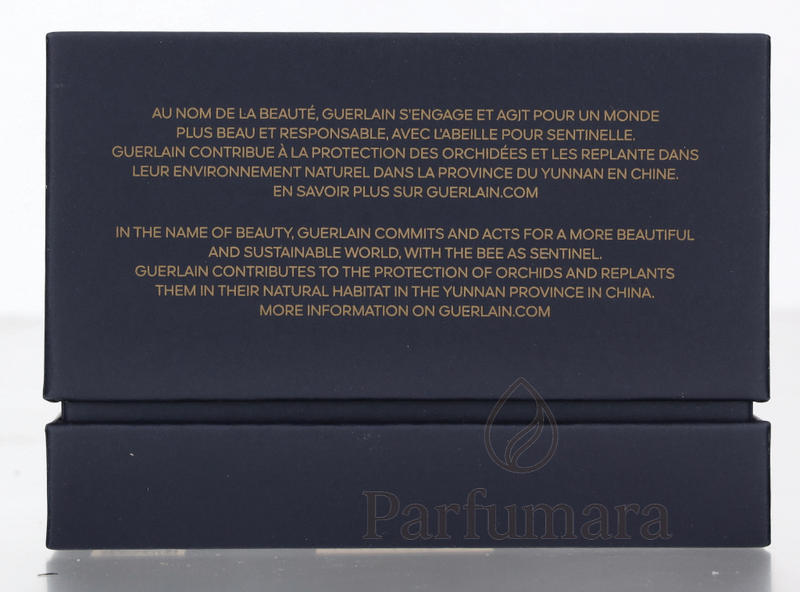 AU NOM DE LA BEAUTÉ, GUERLAIN S'ENGAGE ET AGIT POUR UN MONDE
PLUS BEAU ET RESPONSABLE, AVEC L'ABEILLE POUR SENTINELLE.
GUERLAIN CONTRIBUE À LA PROTECTION DES ORCHIDÉES ET LES REPLANTE DANS
LEUR ENVIRONNEMENT NATUREL DANS LA PROVINCE DU YUNNAN EN CHINE.
EN SAVOIR PLUS SUR GUERLAIN.COM
IN THE NAME OF BEAUTY, GUERLAIN COMMITS AND ACTS FOR A MORE BEAUTIFUL
AND SUSTAINABLE WORLD, WITH THE BEE AS SENTINEL.
GUERLAIN CONTRIBUTES TO THE PROTECTION OF ORCHIDS AND REPLANTS
THEM IN THEIR NATURAL HABITAT IN THE YUNNAN PROVINCE IN CHINA.
MORE INFORMATION ON GUERLAIN.COM
Parfumara